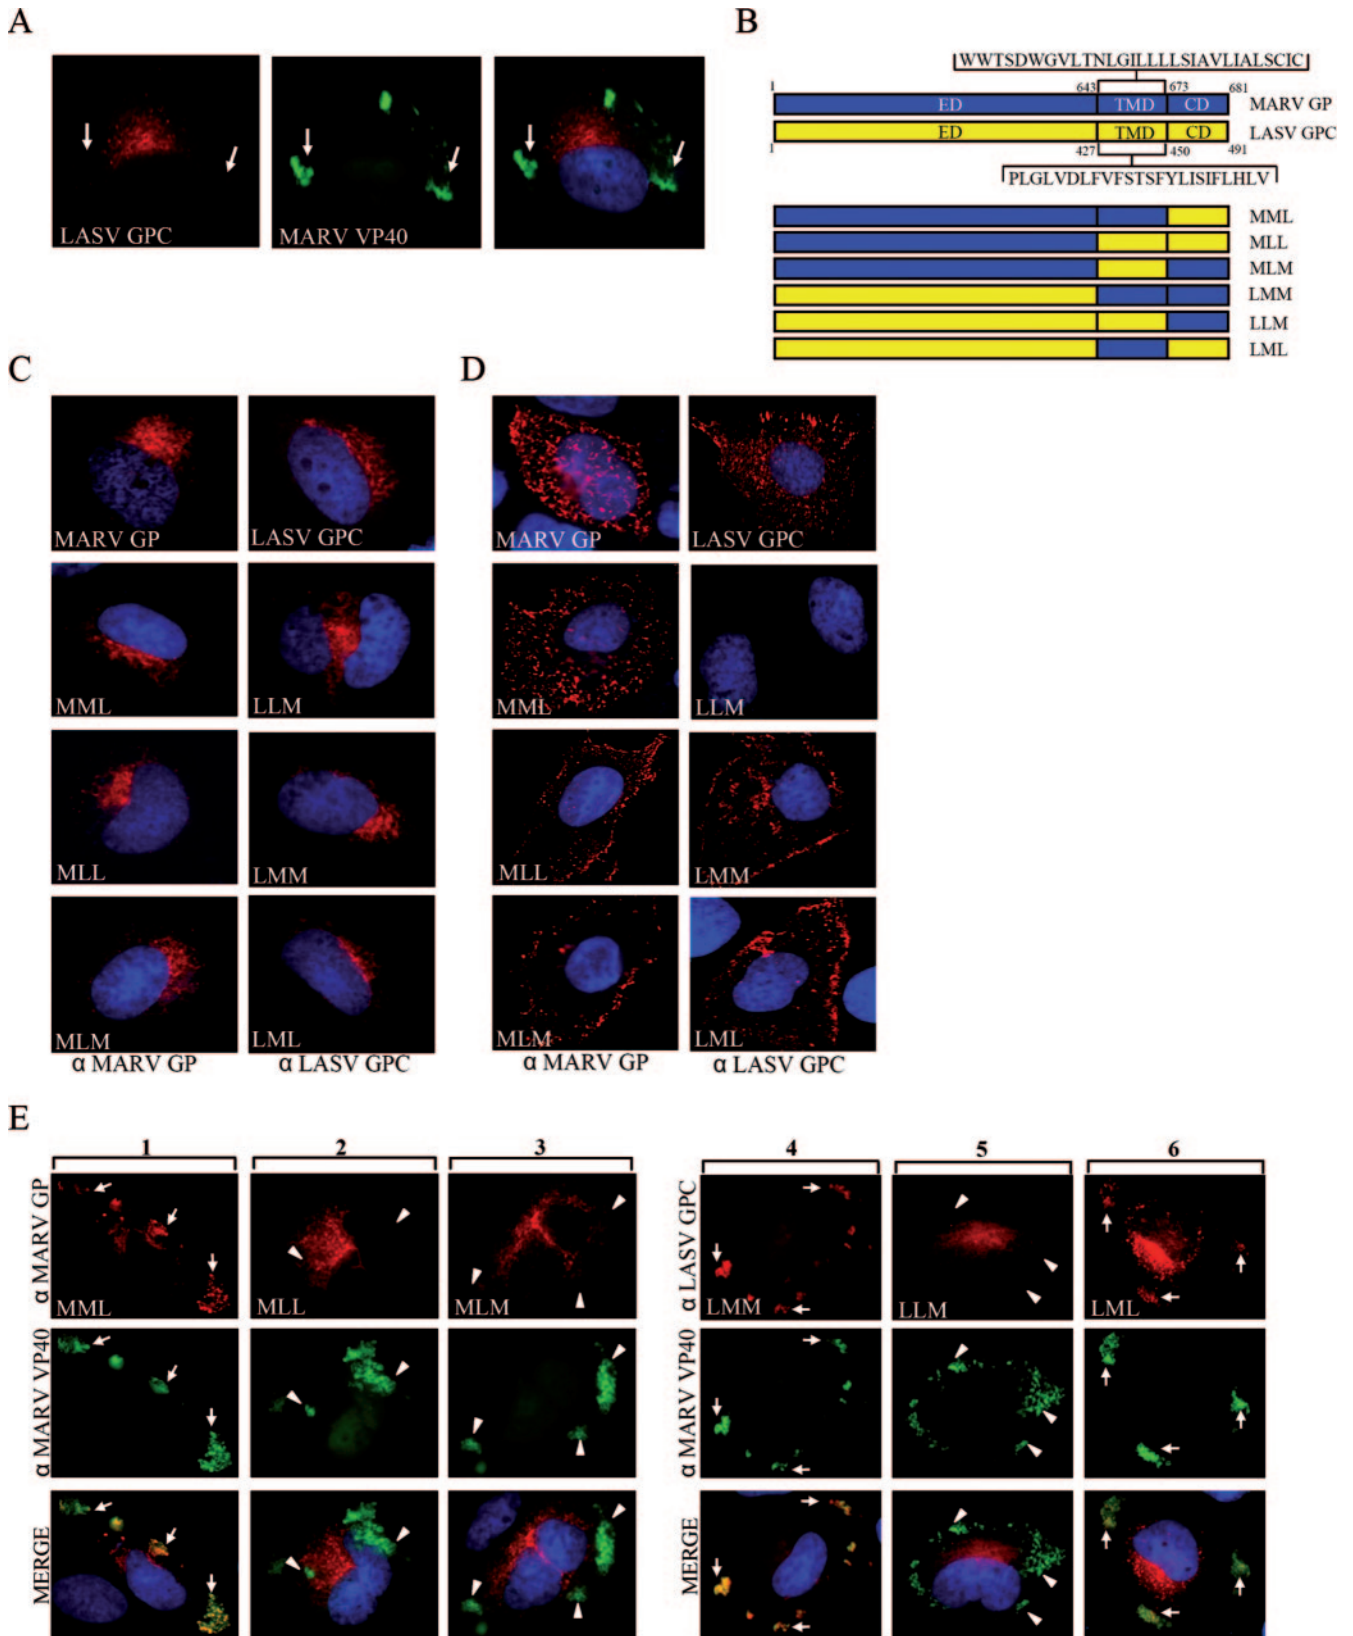 A
LASV GPC
MARV VP40
B
WWTSDWGVLTNLGILLLLSIAVLIALSCIC
1
643
673
681
ED
TMD
CD
MARV GP
ED
TMD
CD
LASV GPC
1
427
450
491
PLGLVDLFVFSTSFYLISIFLHLV
MML
MLL
MLM
LMM
LLM
LML
C
MARV GP
LASV GPC
MML
LLM
MLL
LMM
MLM
LML
α MARV GP
α LASV GPC
D
MARV GP
LASV GPC
MML
LLM
MLL
LMM
MLM
LML
α MARV GP
α LASV GPC
E
1
2
3
4
5
6
α MARV GP
MML
MLL
MLM
α LASV GPC
LMM
LLM
LML
α MARV VP40
α MARV VP40
MERGE
MERGE